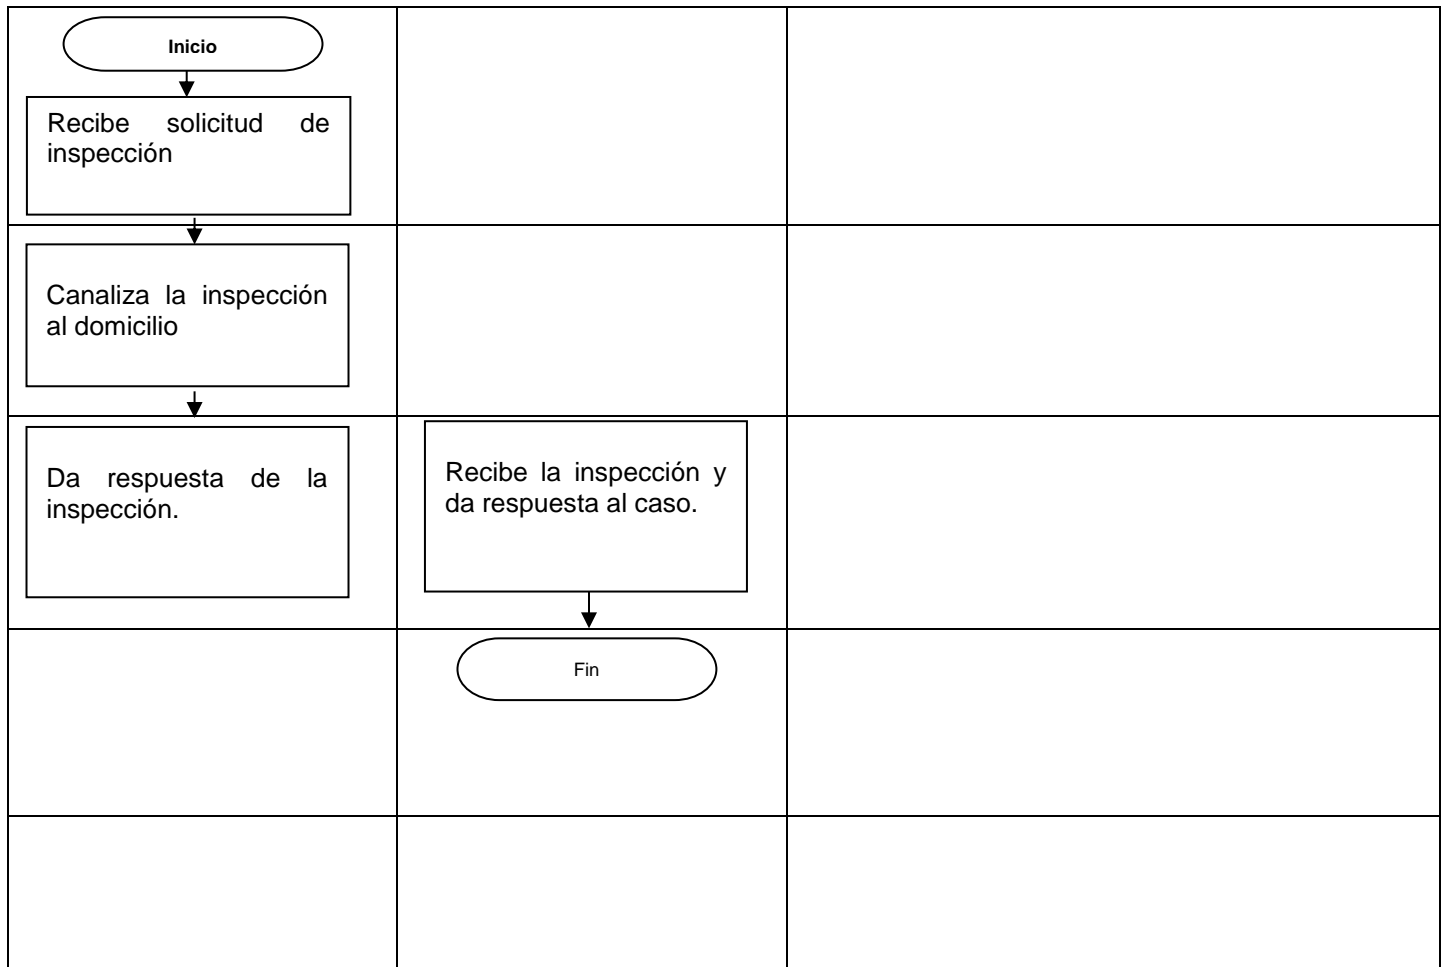 Inicio
Recibe solicitud de
inspección
Canaliza la inspección
al domicilio
Da respuesta de la
inspección.
Recibe la inspección y
da respuesta al caso.
Fin